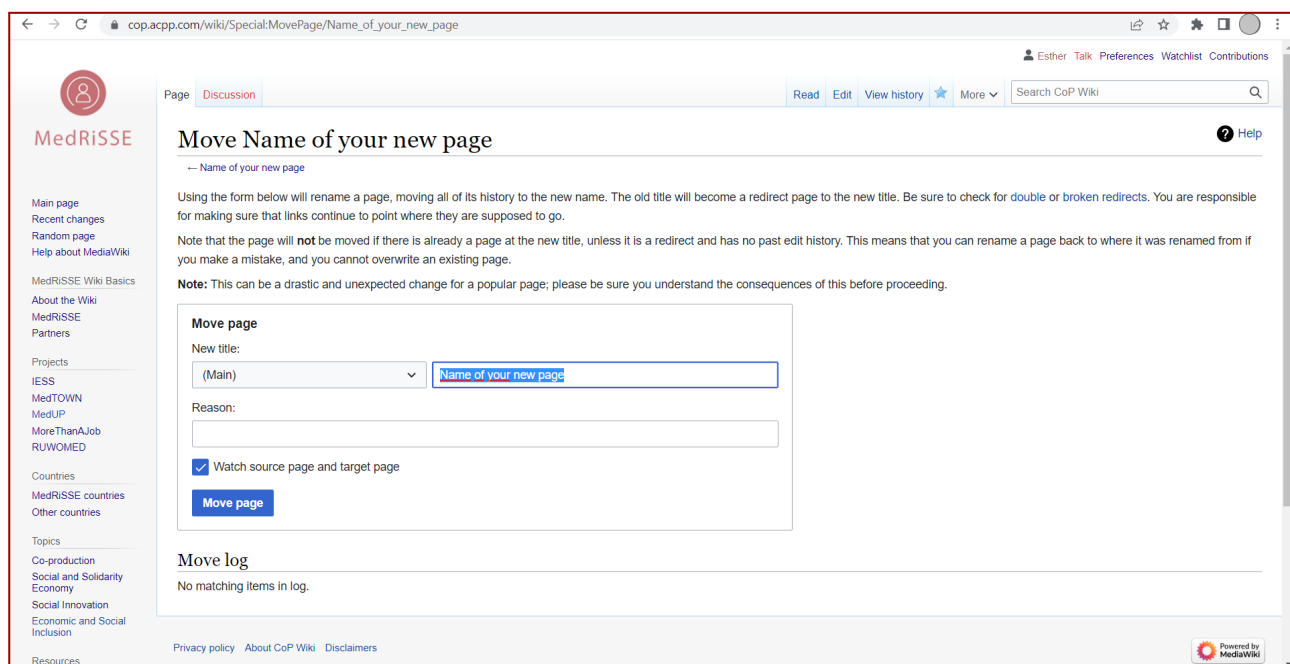 cop.acpp.com/wiki/Special:MovePage/Name_of_your_new_page
Esther Talk Preferences Watchlist Contributions
MedRiSSE
Page Discussion
Read Edit View history More Search CoP Wiki
Move Name of your new page
Help
← Name of your new page
Using the form below will rename a page, moving all of its history to the new name. The old title will become a redirect page to the new title. Be sure to check for double or broken redirects. You are responsible
for making sure that links continue to point where they are supposed to go.
Note that the page will not be moved if there is already a page at the new title, unless it is a redirect and has no past edit history. This means that you can rename a page back to where it was renamed from if
you make a mistake, and you cannot overwrite an existing page.
Note: This can be a drastic and unexpected change for a popular page; please be sure you understand the consequences of this before proceeding.
Move page
New title:
(Main) Name of your new page
Reason:
Watch source page and target page
Move page
Move log
No matching items in log.
Main page
Recent changes
Random page
Help about MediaWiki
MedRiSSE Wiki Basics
About the Wiki
MedRiSSE
Partners
Projects
IESS
MedTOWN
MedUP
MoreThanAJob
RUWOMED
Countries
MedRiSSE countries
Other countries
Topics
Co-production
Social and Solidarity
Economy
Social Innovation
Economic and Social
Inclusion
Resources
Privacy policy About CoP Wiki Disclaimers
Powered by
MediaWiki